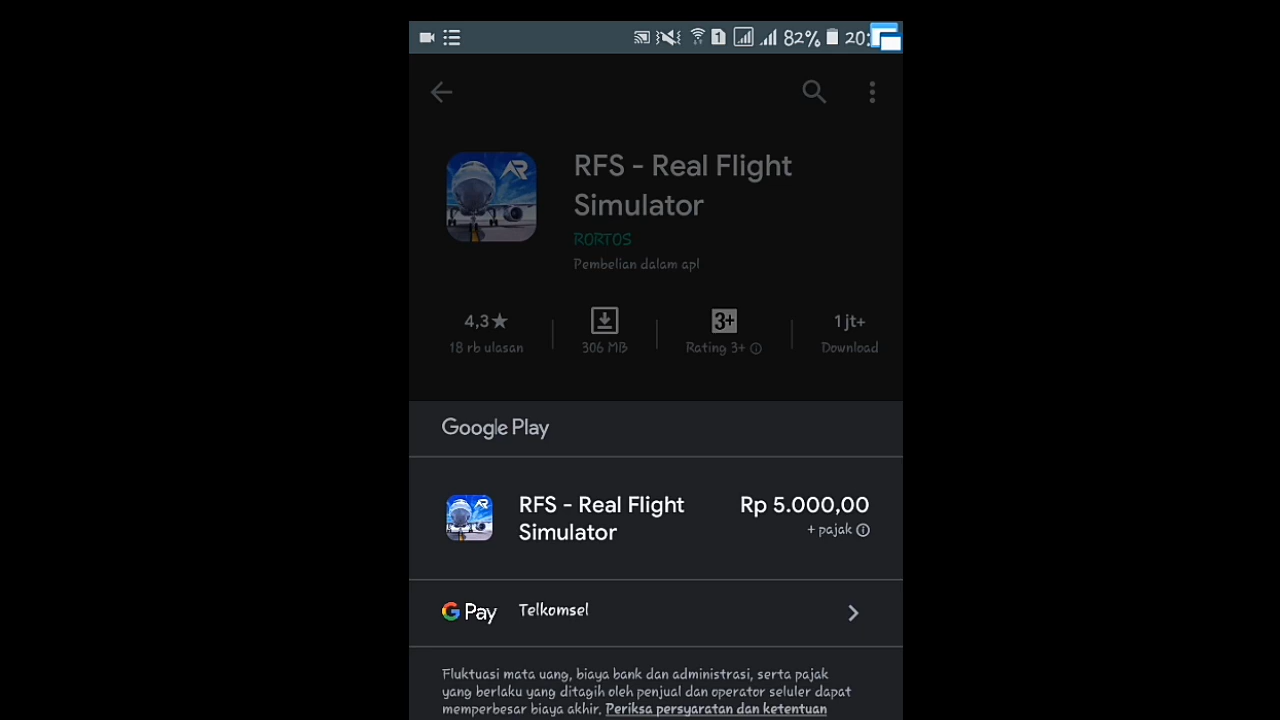 82% 20:
RFS - Real Flight
Simulator
RORTOS
Pembelian dalam apl
4,3★ 3+ 1 jt+
18 rb ulasan 306 MB Rating 3+ Download
Google Play
RFS - Real Flight Rp 5.000,00
Simulator + pajak
G Pay Telkomsel
Fluktuasi mata uang, biaya bank dan administrasi, serta pajak
yang berlaku yang ditagih oleh penjual dan operator seluler dapat
memperbesar biaya akhir. Periksa persyaratan dan ketentuan